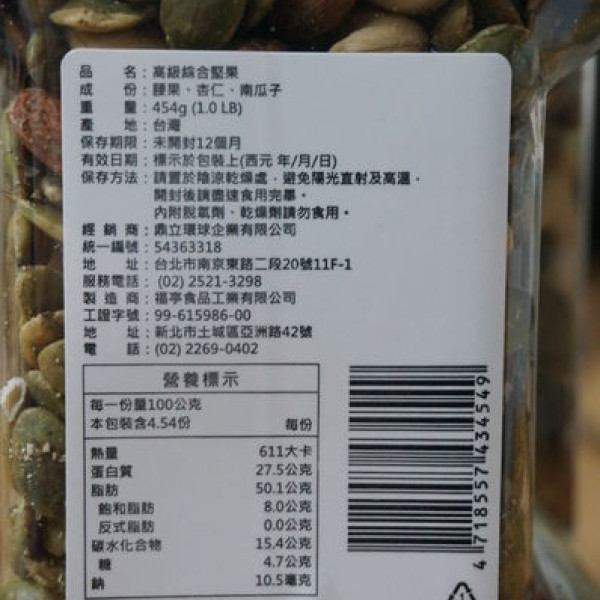 品 名：高級綜合堅果
成 份：腰果、杏仁、南瓜子
重 量：454g (1.0 LB)
產 地：台灣
保存期限：未開封12個月
有效日期：標示於包裝上(西元 年/月/日)
保存方法：請置於陰涼乾燥處，避免陽光直射及高溫，
開封後請盡速食用完畢。
內附脫氧劑、乾燥劑請勿食用。
經 銷 商：鼎立環球企業有限公司
統一編號：54363318
地 址：台北市南京東路二段20號11F-1
服務電話：(02) 2521-3298
製 造 商：福亭食品工業有限公司
工證字號：99-615986-00
地 址：新北市土城區亞洲路42號
電 話：(02) 2269-0402
營養標示
每一份量100公克
本包裝含4.54份 每份
熱量 611大卡
蛋白質 27.5公克
脂肪 50.1公克
飽和脂肪 8.0公克
反式脂肪 0.0公克
碳水化合物 15.4公克
糖 4.7公克
鈉 10.5毫克
4 718557 434549
1